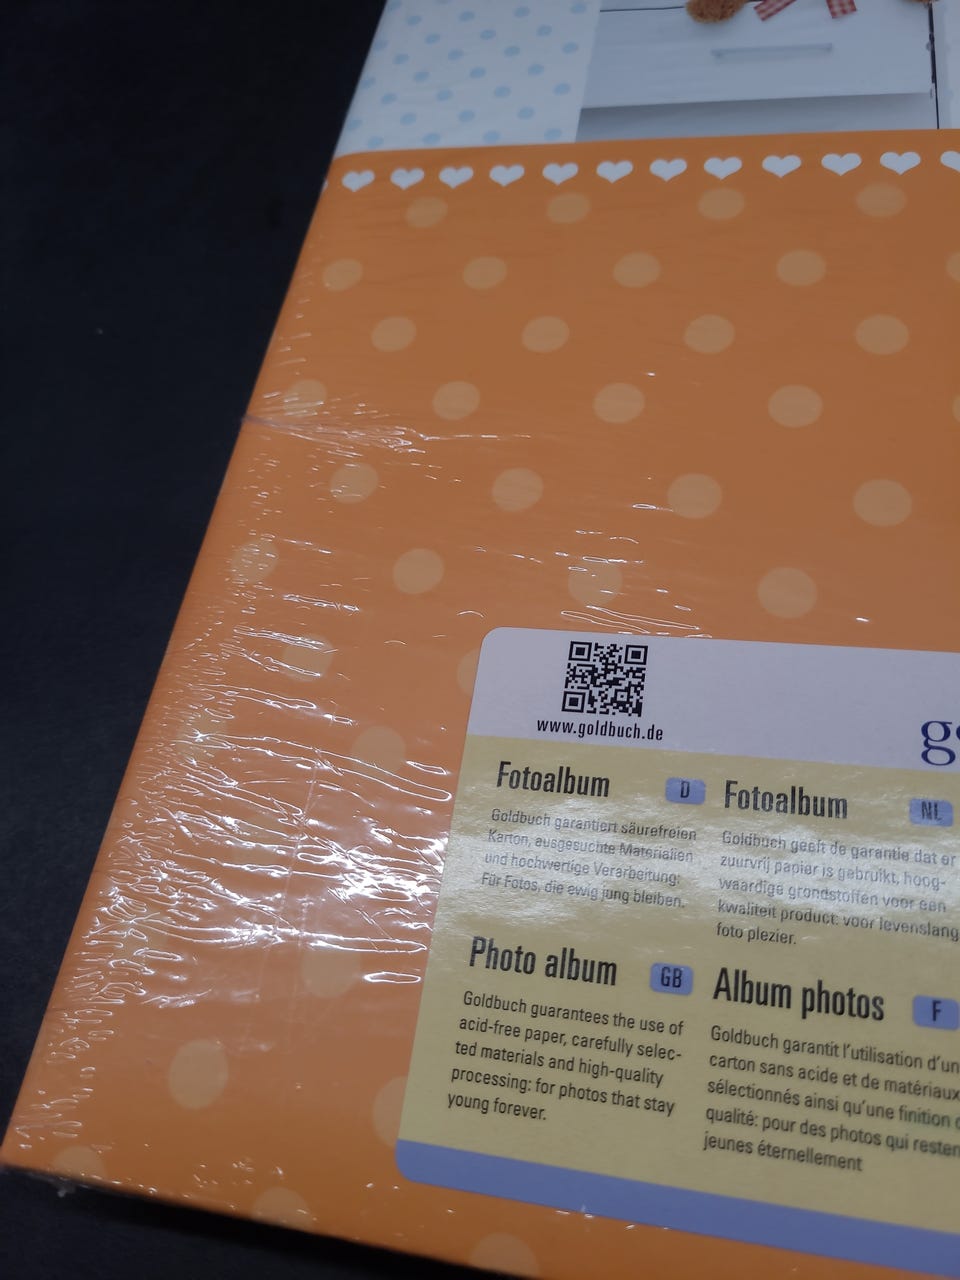 www.goldbuch.de
Fotoalbum D
Goldbuch garantiert säurefreien
Karton, ausgesuchte Materialien
und hochwertige Verarbeitung:
Für Fotos, die ewig jung bleiben.
Fotoalbum NL
Goldbuch geeft de garantie dat er
zuurvrij papier is gebruikt, hoog-
waardige grondstoffen voor een
kwaliteit product: voor levenslang
foto plezier.
Photo album GB
Goldbuch guarantees the use of
acid-free paper, carefully selec-
ted materials and high-quality
processing: for photos that stay
young forever.
Album photos F
Goldbuch garantit l'utilisation d'un
carton sans acide et de matériaux
sélectionnés ainsi qu'une finition
qualité: pour des photos qui resten
jeunes éternellement